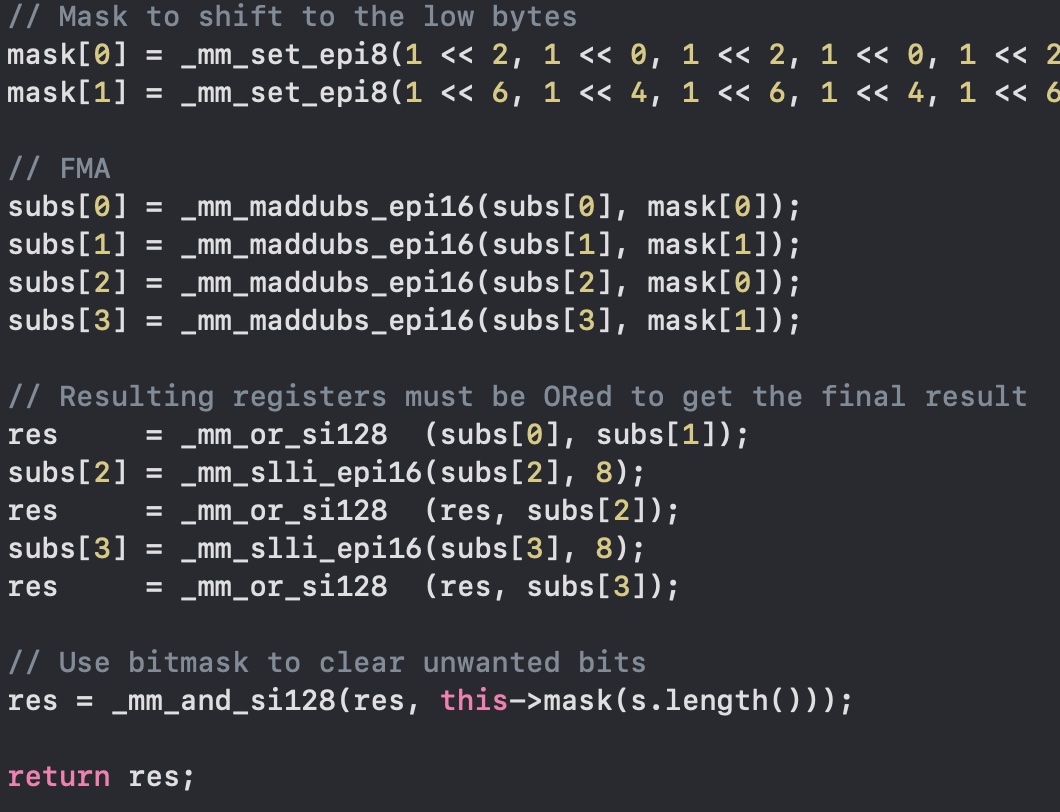 // Mask to shift to the low bytes
mask[0] = _mm_set_epi8(1 << 2, 1 << 0, 1 << 2, 1 << 0, 1 << 2
mask[1] = _mm_set_epi8(1 << 6, 1 << 4, 1 << 6, 1 << 4, 1 << 6
// FMA
subs[0] = _mm_maddubs_epi16(subs[0], mask[0]);
subs[1] = _mm_maddubs_epi16(subs[1], mask[1]);
subs[2] = _mm_maddubs_epi16(subs[2], mask[0]);
subs[3] = _mm_maddubs_epi16(subs[3], mask[1]);
// Resulting registers must be ORed to get the final result
res     = _mm_or_si128  (subs[0], subs[1]);
subs[2] = _mm_slli_epi16(subs[2], 8);
res     = _mm_or_si128  (res, subs[2]);
subs[3] = _mm_slli_epi16(subs[3], 8);
res     = _mm_or_si128  (res, subs[3]);
// Use bitmask to clear unwanted bits
res = _mm_and_si128(res, this->mask(s.length()));
return res;